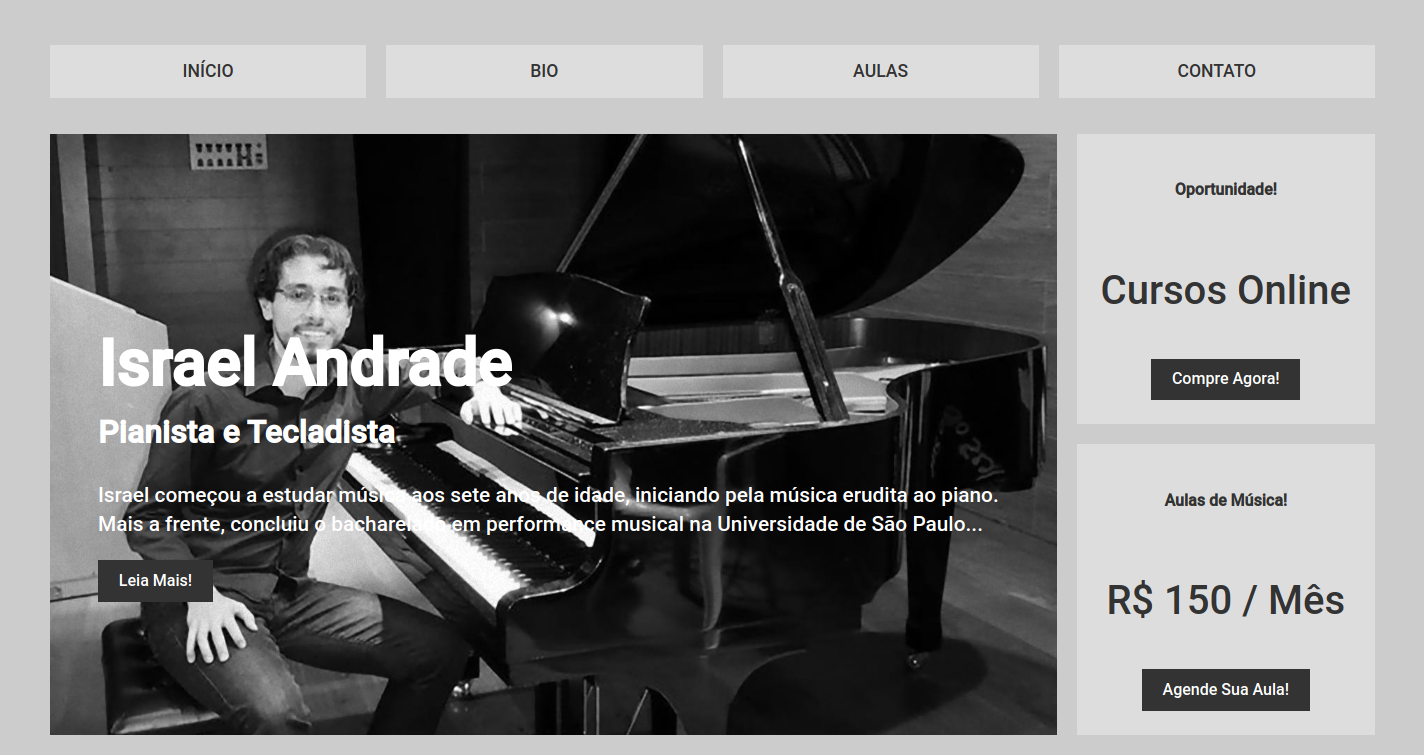 INÍCIO
BIO
AULAS
CONTATO
Israel Andrade
Pianista e Tecladista
Israel começou a estudar música aos sete anos de idade, iniciando pela música erudita ao piano.
Mais a frente, concluiu o bacharelado em performance musical na Universidade de São Paulo...
Leia Mais!
Oportunidade!
Cursos Online
Compre Agora!
Aulas de Música!
R$ 150 / Mês
Agende Sua Aula!